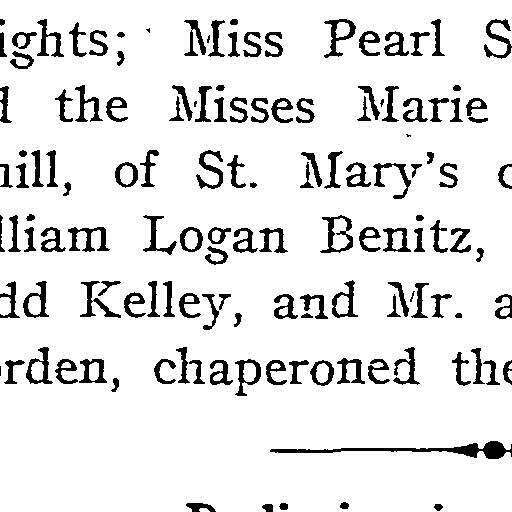 ights; Miss Pearl S
d the Misses Marie
hill, of St. Mary's c
lliam Logan Benitz,
dd Kelley, and Mr. a
orden, chaperoned the